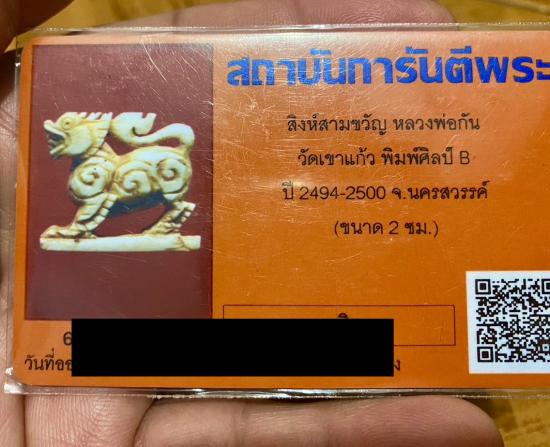 สถาบันการันตีพระ
สิงห์สามขวัญ หลวงพ่อกัน
วัดเขาแก้ว พิมพ์ศิลป์ B
ปี 2494-2500 จ.นครสวรรค์
(ขนาด 2 ซม.)
6